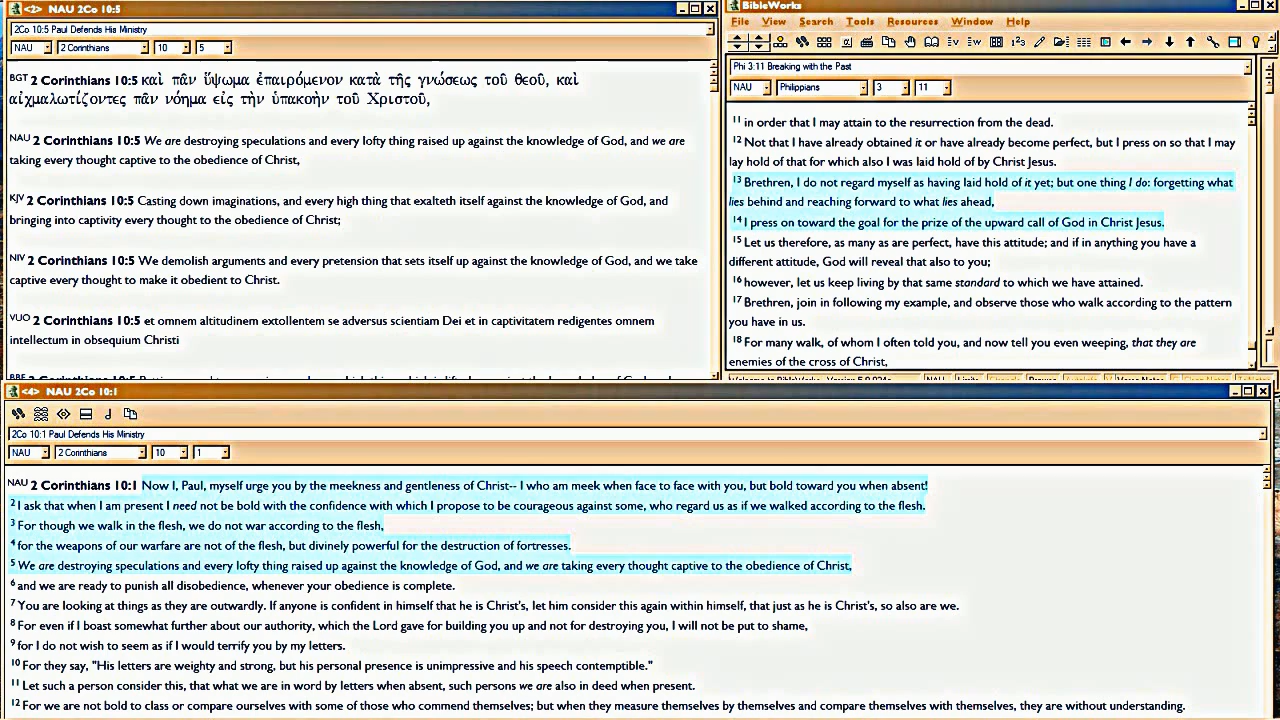 <2> NAU 2Co 10:5
2Co 10:5 Paul Defends His Ministry
NAU 2 Corinthians 10 5
BGT 2 Corinthians 10:5 καὶ πᾶν ὕψωμα ἐπαιρόμενον κατὰ τῆς γνώσεως τοῦ θεοῦ, καὶ
αἰχμαλωτίζοντες πᾶν νόημα εἰς τὴν ὑπακοὴν τοῦ Χριστοῦ,
NAU 2 Corinthians 10:5 We are destroying speculations and every lofty thing raised up against the knowledge of God, and we are
taking every thought captive to the obedience of Christ,
KJV 2 Corinthians 10:5 Casting down imaginations, and every high thing that exalteth itself against the knowledge of God, and
bringing into captivity every thought to the obedience of Christ;
NIV 2 Corinthians 10:5 We demolish arguments and every pretension that sets itself up against the knowledge of God, and we take
captive every thought to make it obedient to Christ.
VUO 2 Corinthians 10:5 et omnem altitudinem extollentem se adversus scientiam Dei et in captivitatem redigentes omnem
intellectum in obsequium Christi
BibleWorks
File View Search Tools Resources Window Help
Phi 3:11 Breaking with the Past
NAU Philippians 3 11
11 in order that I may attain to the resurrection from the dead.
12 Not that I have already obtained it or have already become perfect, but I press on so that I may
lay hold of that for which also I was laid hold of by Christ Jesus.
13 Brethren, I do not regard myself as having laid hold of it yet; but one thing I do: forgetting what
lies behind and reaching forward to what lies ahead,
14 I press on toward the goal for the prize of the upward call of God in Christ Jesus.
15 Let us therefore, as many as are perfect, have this attitude; and if in anything you have a
different attitude, God will reveal that also to you;
16 however, let us keep living by that same standard to which we have attained.
17 Brethren, join in following my example, and observe those who walk according to the pattern
you have in us.
18 For many walk, of whom I often told you, and now tell you even weeping, that they are
enemies of the cross of Christ,
<4> NAU 2Co 10:1
2Co 10:1 Paul Defends His Ministry
NAU 2 Corinthians 10 1
NAU 2 Corinthians 10:1 Now I, Paul, myself urge you by the meekness and gentleness of Christ-- I who am meek when face to face with you, but bold toward you when absent!
2 I ask that when I am present I need not be bold with the confidence with which I propose to be courageous against some, who regard us as if we walked according to the flesh.
3 For though we walk in the flesh, we do not war according to the flesh,
4 for the weapons of our warfare are not of the flesh, but divinely powerful for the destruction of fortresses.
5 We are destroying speculations and every lofty thing raised up against the knowledge of God, and we are taking every thought captive to the obedience of Christ,
6 and we are ready to punish all disobedience, whenever your obedience is complete.
7 You are looking at things as they are outwardly. If anyone is confident in himself that he is Christ's, let him consider this again within himself, that just as he is Christ's, so also are we.
8 For even if I boast somewhat further about our authority, which the Lord gave for building you up and not for destroying you, I will not be put to shame,
9 for I do not wish to seem as if I would terrify you by my letters.
10 For they say, "His letters are weighty and strong, but his personal presence is unimpressive and his speech contemptible."
11 Let such a person consider this, that what we are in word by letters when absent, such persons we are also in deed when present.
12 For we are not bold to class or compare ourselves with some of those who commend themselves; but when they measure themselves by themselves and compare themselves with themselves, they are without understanding.